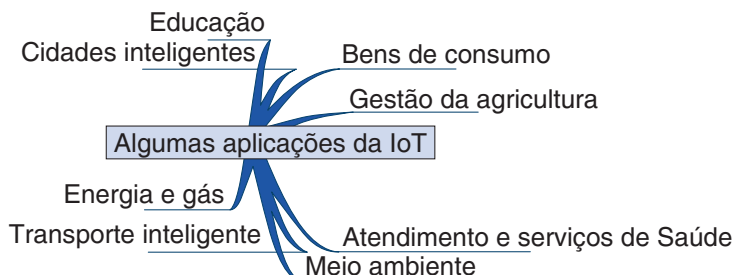 Educação
Cidades inteligentes
Bens de consumo
Gestão da agricultura
Algumas aplicações da IoT
Energia e gás
Transporte inteligente
Atendimento e serviços de Saúde
Meio ambiente